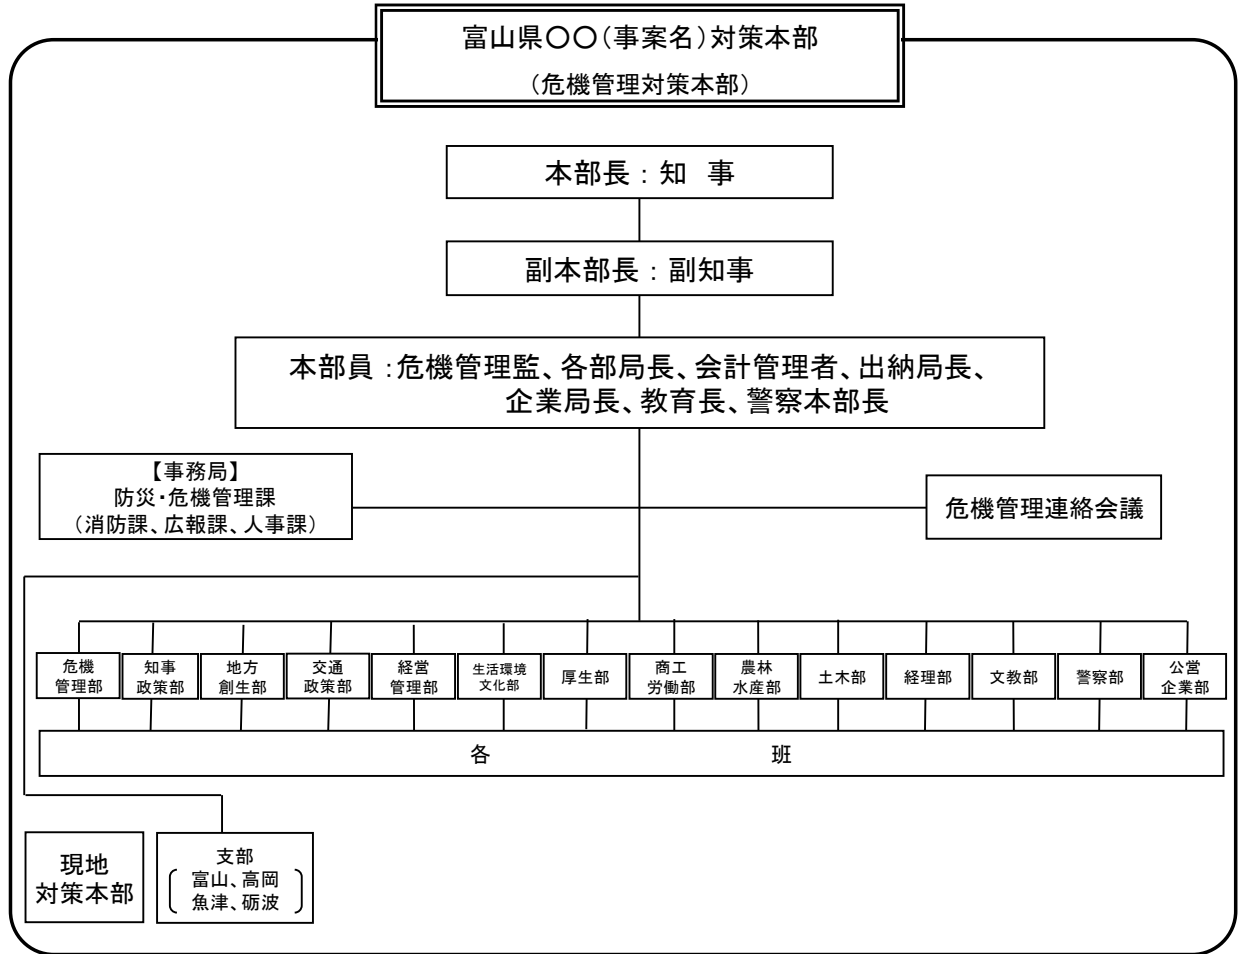 富山県〇〇(事案名)対策本部
(危機管理対策本部)
本部長：知　事
副本部長：副知事
本部員：危機管理監、各部局長、会計管理者、出納局長、
企業局長、教育長、警察本部長
【事務局】
防災・危機管理課
(消防課、広報課、人事課)
危機管理連絡会議
危機
管理部
知事
政策部
地方
創生部
交通
政策部
経営
管理部
生活環境
文化部
厚生部
商工
労働部
農林
水産部
土木部
経理部
文教部
警察部
公営
企業部
各　班
現地
対策本部
支部
富山、高岡
魚津、砺波